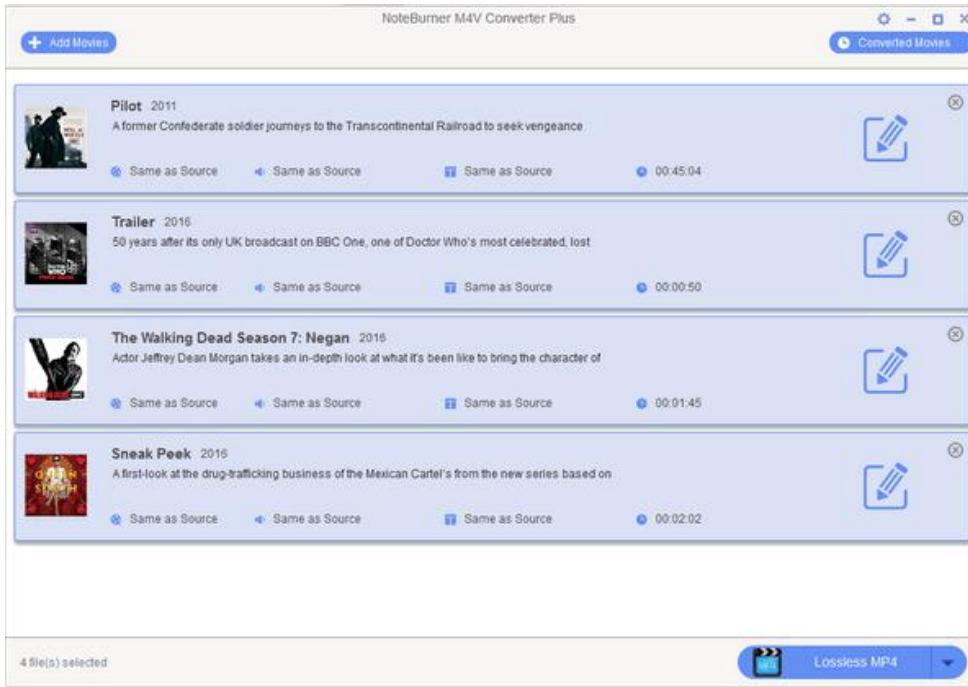 NoteBurner M4V Converter Plus
Add Movies
Converted Movies
Pilot 2011
A former Confederate soldier journeys to the Transcontinental Railroad to seek vengeance
Same as Source Same as Source Same as Source 00:45:04
Trailer 2016
50 years after its only UK broadcast on BBC One, one of Doctor Who's most celebrated, lost
Same as Source Same as Source Same as Source 00:00:50
The Walking Dead Season 7: Negan 2016
Actor Jeffrey Dean Morgan takes an in-depth look at what it's been like to bring the character of
Same as Source Same as Source Same as Source 00:01:45
Sneak Peek 2016
A first-look at the drug-trafficking business of the Mexican Cartel's from the new series based on
Same as Source Same as Source Same as Source 00:02:02
4 file(s) selected
Lossless MP4